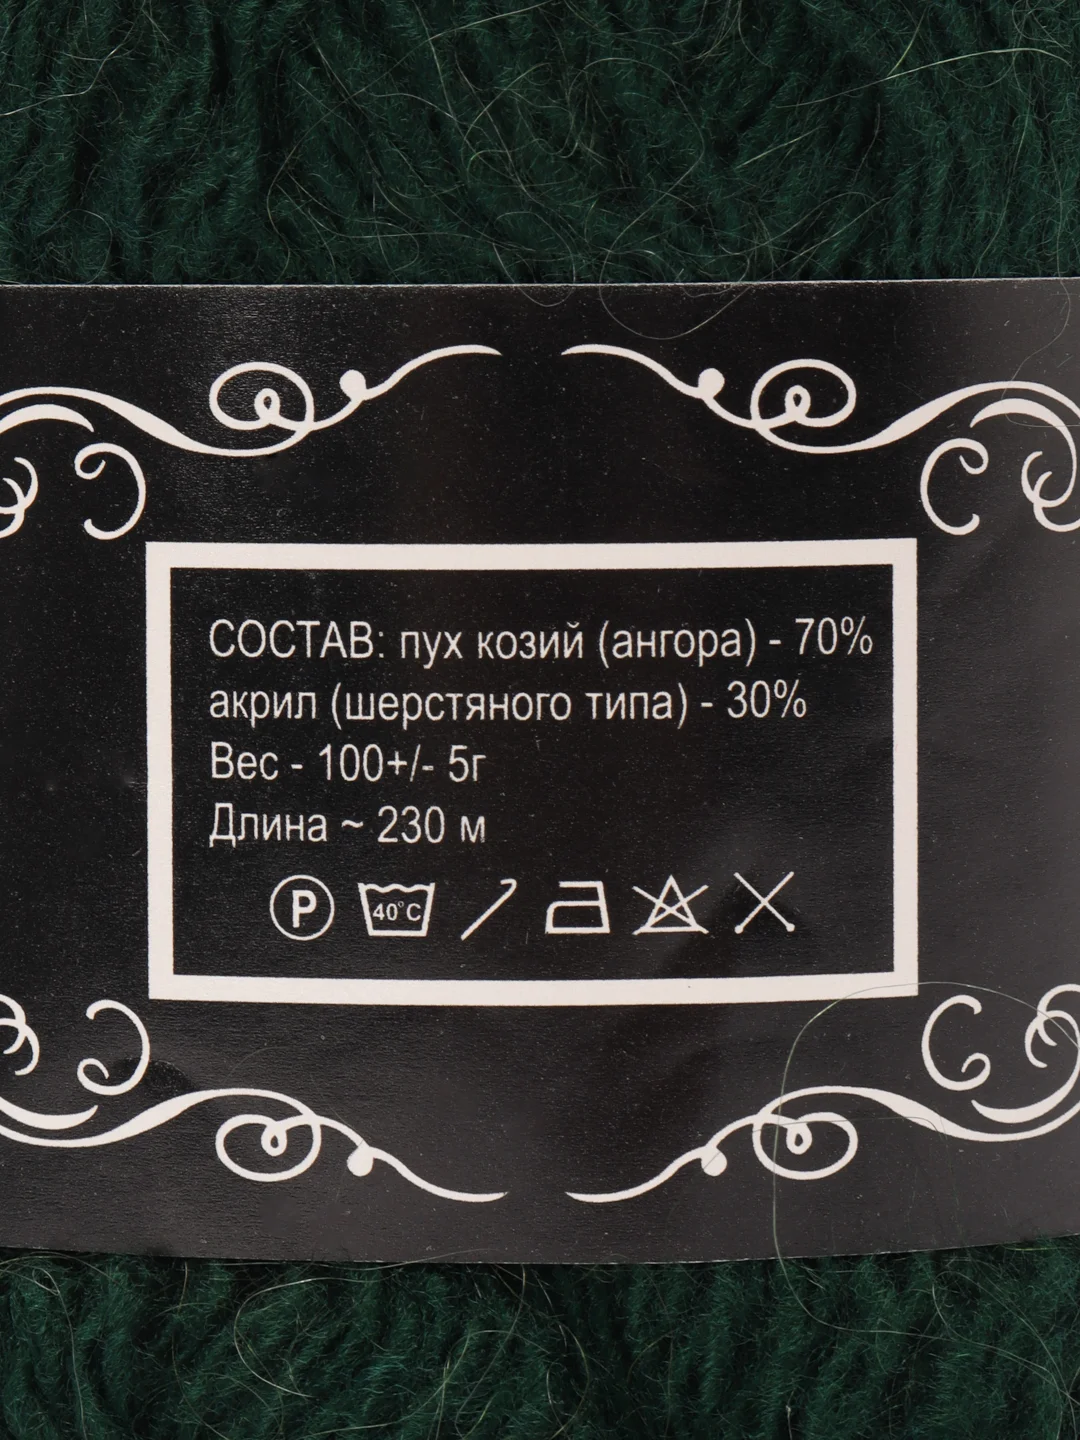 СОСТАВ: пух козий (ангора) - 70%
акрил (шерстяного типа) - 30%
Вес - 100+/- 5г
Длина ~ 230 м
P 40°C